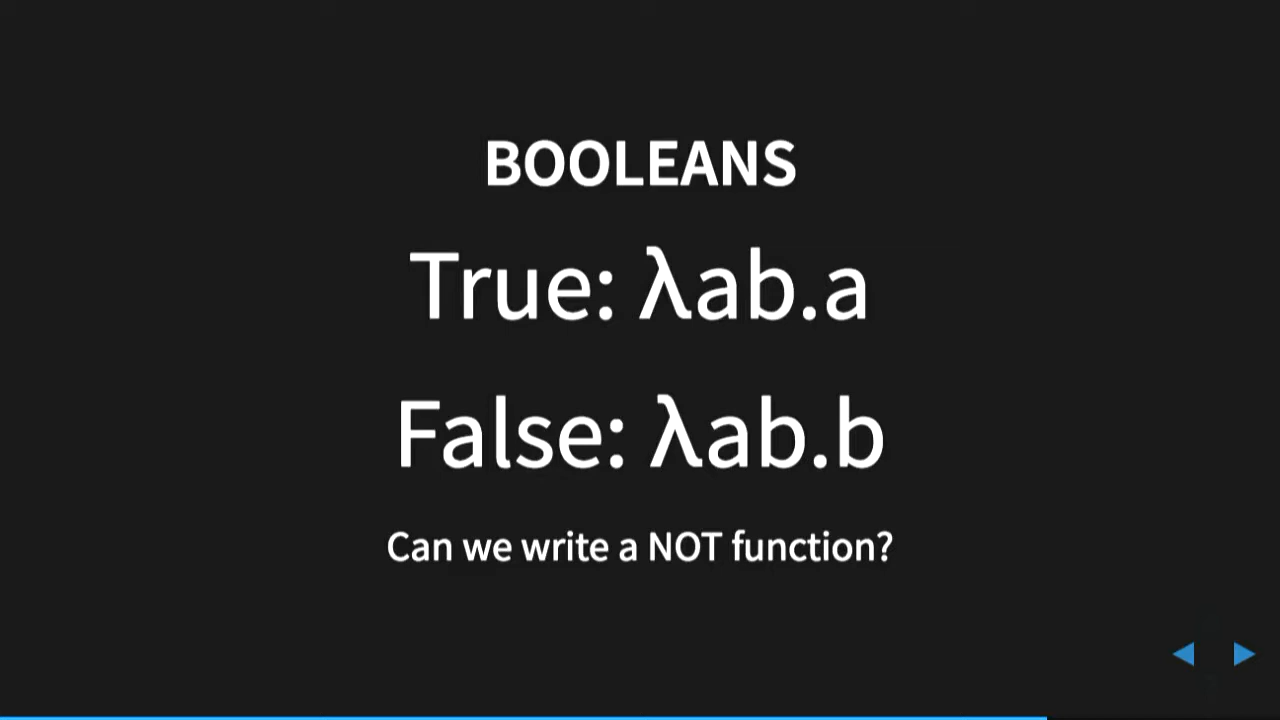 BOOLEANS
True: λab.a
False: λab.b
Can we write a NOT function?